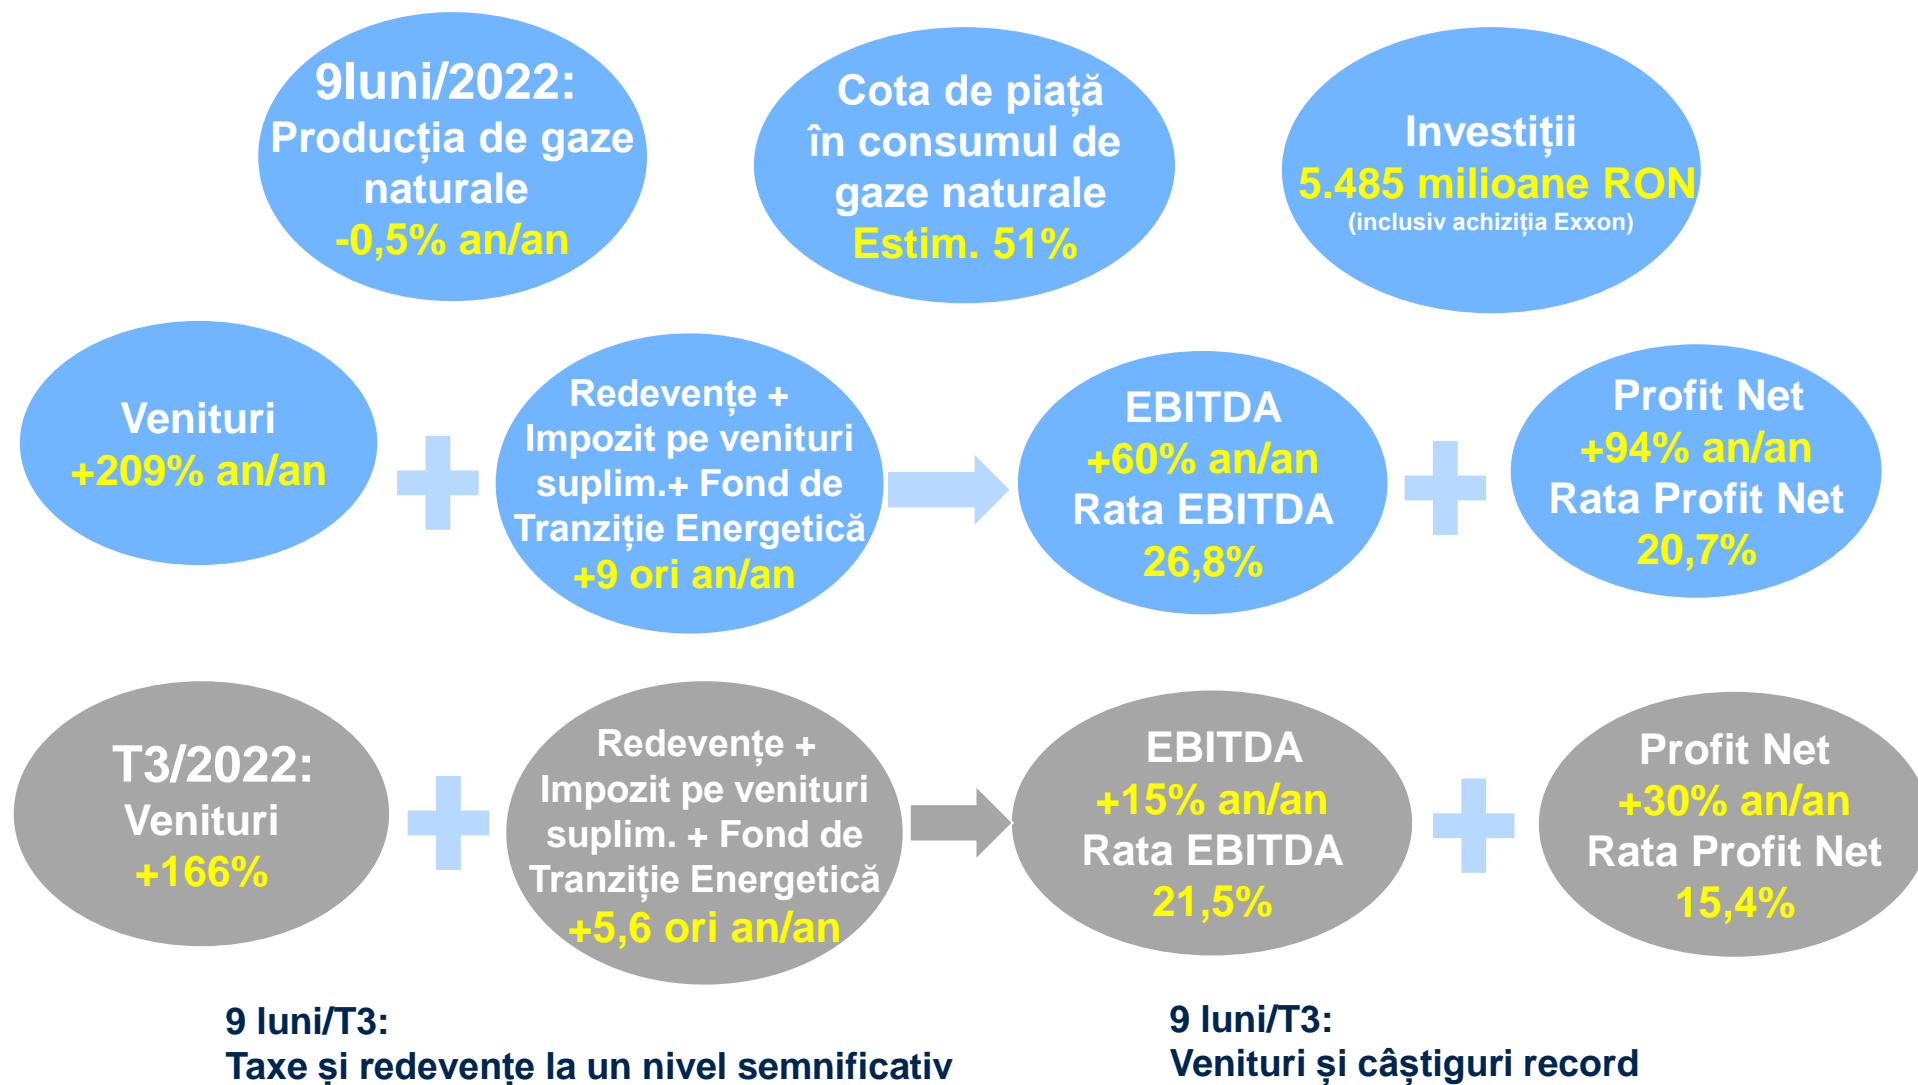 9luni/2022:
Producția de gaze
naturale
-0,5% an/an
Cota de piață
în consumul de
gaze naturale
Estim. 51%
Investiții
5.485 milioane RON
(inclusiv achiziția Exxon)
Venituri
+209% an/an
Redevențe +
Impozit pe venituri
suplim.+ Fond de
Tranziție Energetică
+9 ori an/an
EBITDA
+60% an/an
Rata EBITDA
26,8%
Profit Net
+94% an/an
Rata Profit Net
20,7%
T3/2022:
Venituri
+166%
Redevențe +
Impozit pe venituri
suplim. + Fond de
Tranziție Energetică
+5,6 ori an/an
EBITDA
+15% an/an
Rata EBITDA
21,5%
Profit Net
+30% an/an
Rata Profit Net
15,4%
9 luni/T3:
Taxe și redevențe la un nivel semnificativ
9 luni/T3:
Venituri și câștiguri record